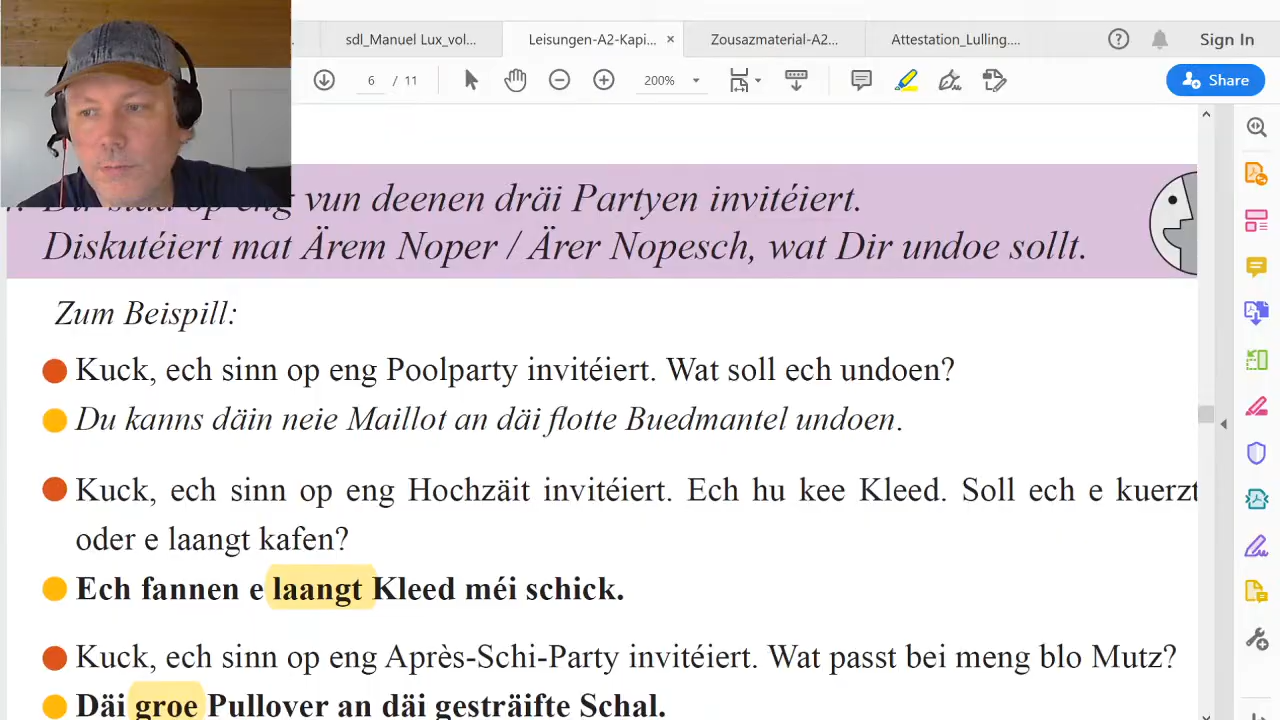 sdl_Manuel Lux_vol...
Leisungen-A2-Kapi...
×
Zousazmaterial-A2...
Attestation_Lulling....
Sign In
6 / 11
200%
Share
vun deenen dräi Partyen invitéiert.
Diskutéiert mat Ärem Noper / Ärer Nopesch, wat Dir undoe sollt.
Zum Beispill:
Kuck, ech sinn op eng Poolparty invitéiert. Wat soll ech undoen?
Du kanns däin neie Maillot an däi flotte Buedmantel undoen.
Kuck, ech sinn op eng Hochzäit invitéiert. Ech hu kee Kleed. Soll ech e kuerzt
oder e laangt kafen?
Ech fannen e laangt Kleed méi schick.
Kuck, ech sinn op eng Après-Schi-Party invitéiert. Wat passt bei meng blo Mutz?
Däi groe Pullover an däi gesträifte Schal.